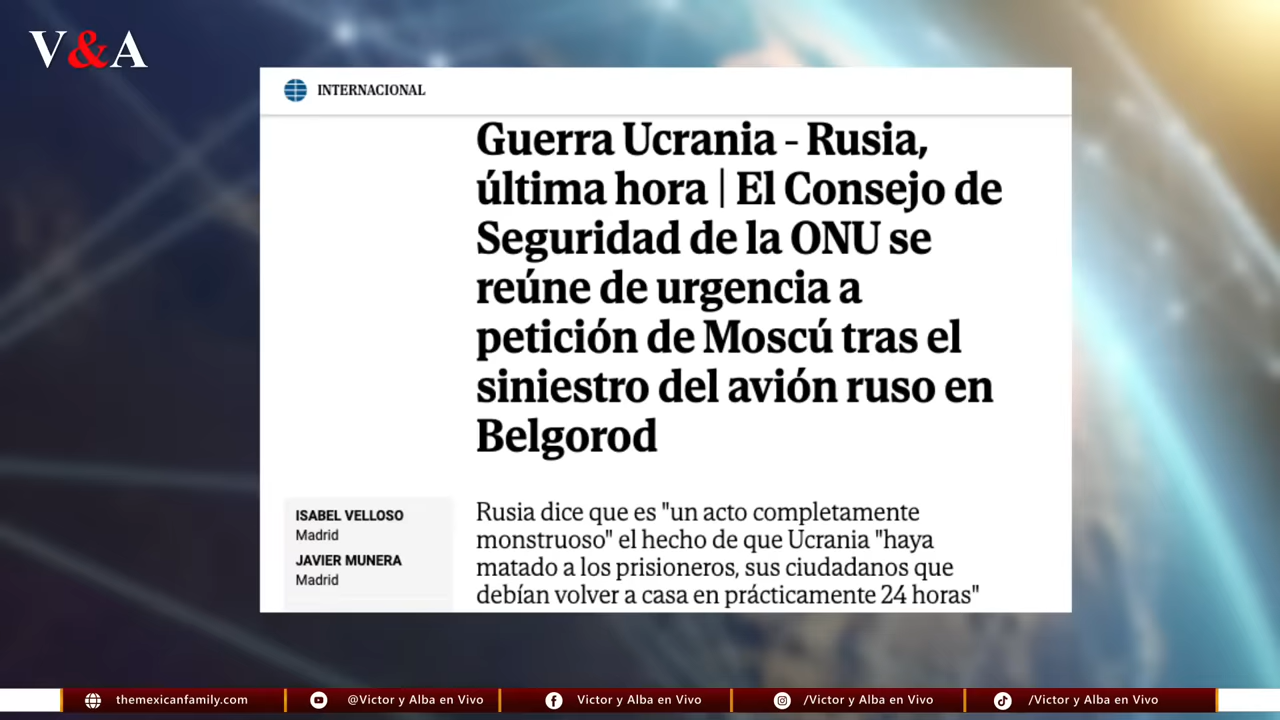 V&A
INTERNACIONAL
Guerra Ucrania - Rusia,
última hora | El Consejo de
Seguridad de la ONU se
reúne de urgencia a
petición de Moscú tras el
siniestro del avión ruso en
Belgorod
ISABEL VELLOSO
Madrid
JAVIER MUNERA
Madrid
Rusia dice que es "un acto completamente
monstruoso" el hecho de que Ucrania "haya
matado a los prisioneros, sus ciudadanos que
debían volver a casa en prácticamente 24 horas"
themexicanfamily.com
@Victor y Alba en Vivo
Victor y Alba en Vivo
/Victor y Alba en Vivo
/Victor y Alba en Vivo